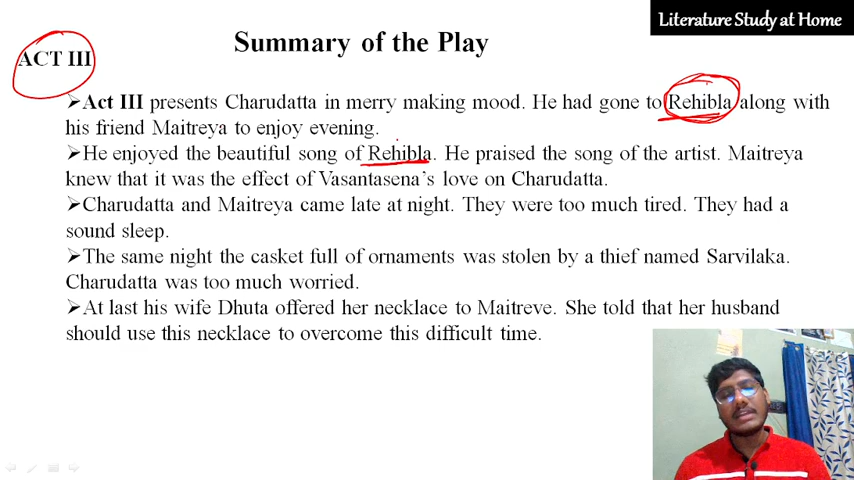 Literature Study at Home
Summary of the Play
ACT III
➢Act III presents Charudatta in merry making mood. He had gone to Rehibla along with
his friend Maitreya to enjoy evening.
➢He enjoyed the beautiful song of Rehibla. He praised the song of the artist. Maitreya
knew that it was the effect of Vasantasena's love on Charudatta.
➢Charudatta and Maitreya came late at night. They were too much tired. They had a
sound sleep.
➢The same night the casket full of ornaments was stolen by a thief named Sarvilaka.
Charudatta was too much worried.
➢At last his wife Dhuta offered her necklace to Maitreve. She told that her husband
should use this necklace to overcome this difficult time.